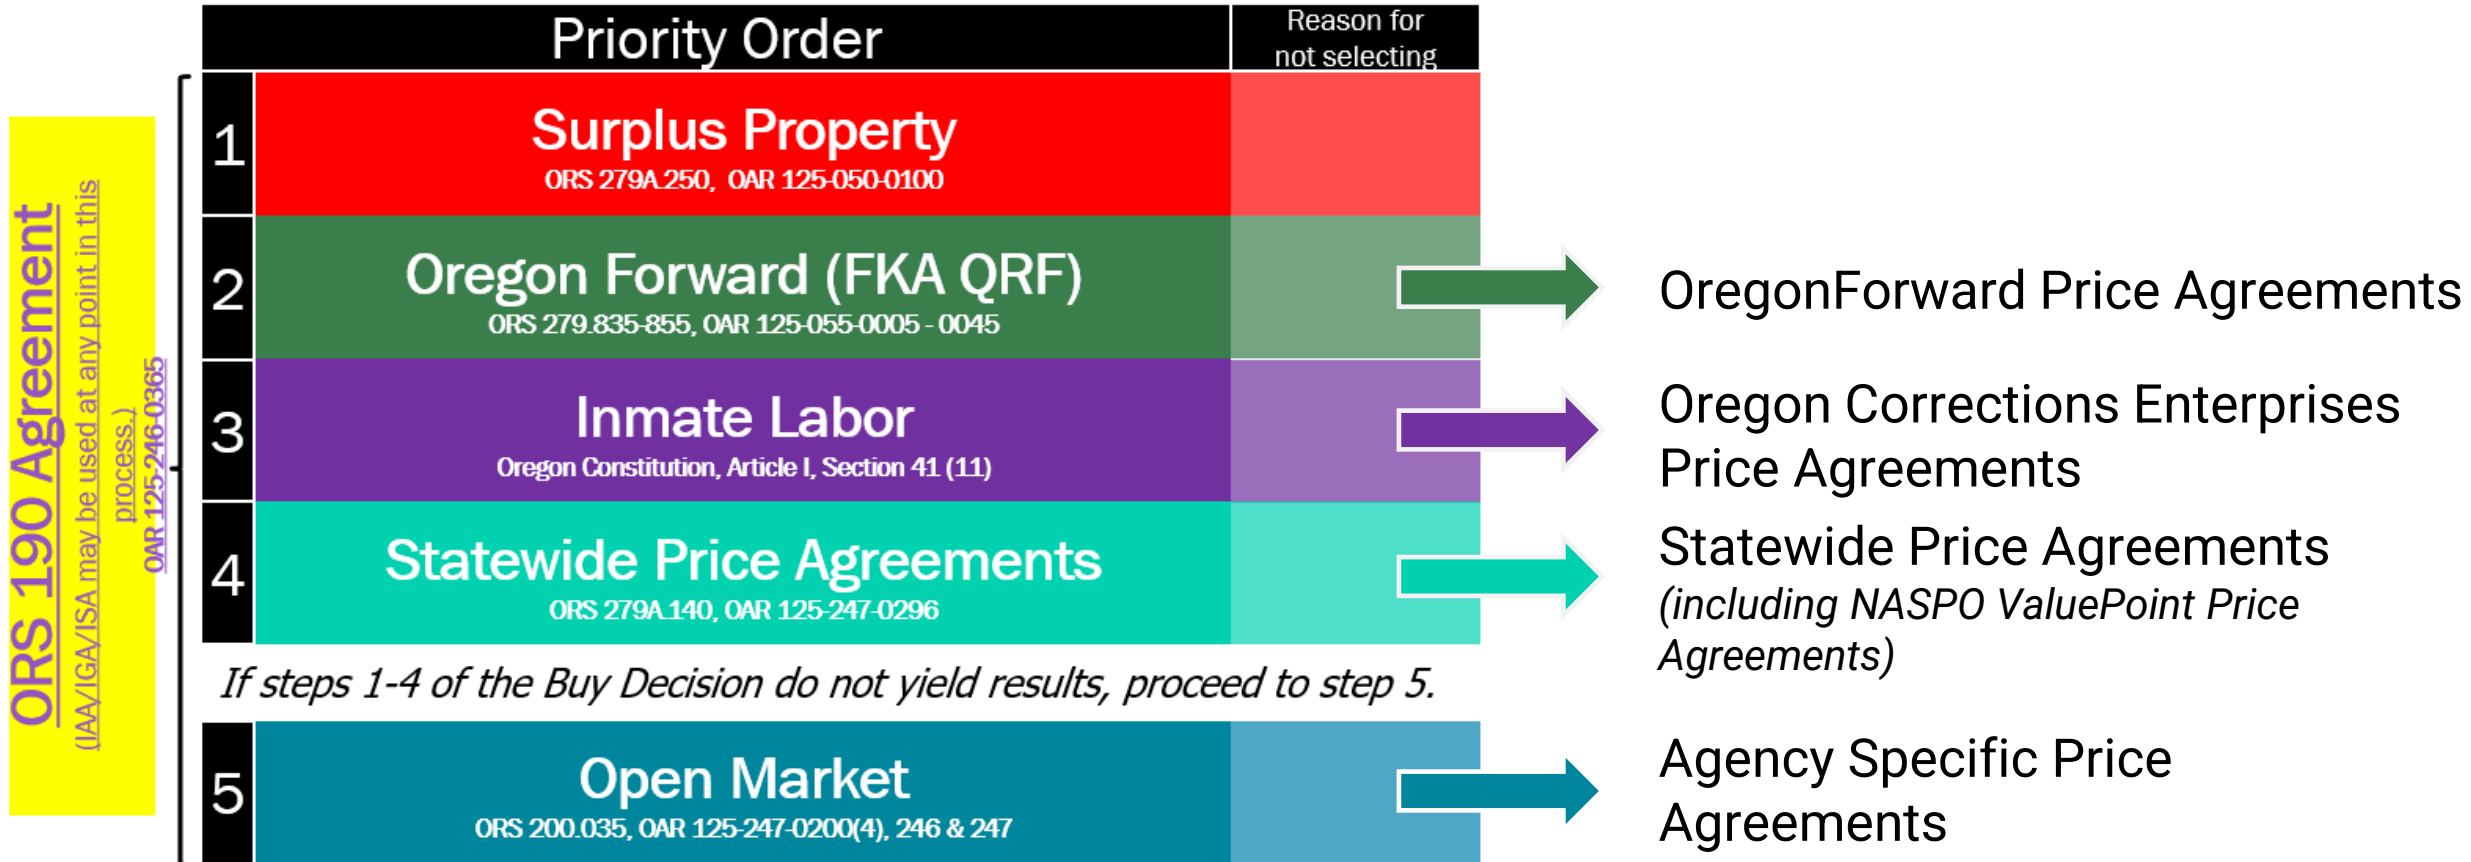 Priority Order
Reason for
not selecting
ORS 190 Agreement
(IAA/IGA/ISA may be used at any point in this
process.)
OAR 125-246-0365
1
Surplus Property
ORS 279A.250, OAR 125-050-0100
2
Oregon Forward (FKA QRF)
ORS 279.835-855, OAR 125-055-0005 - 0045
OregonForward Price Agreements
3
Inmate Labor
Oregon Constitution, Article I, Section 41 (11)
Oregon Corrections Enterprises
Price Agreements
4
Statewide Price Agreements
ORS 279A.140, OAR 125-247-0296
Statewide Price Agreements
(including NASPO ValuePoint Price
Agreements)
If steps 1-4 of the Buy Decision do not yield results, proceed to step 5.
5
Open Market
ORS 200.035, OAR 125-247-0200(4), 246 & 247
Agency Specific Price
Agreements